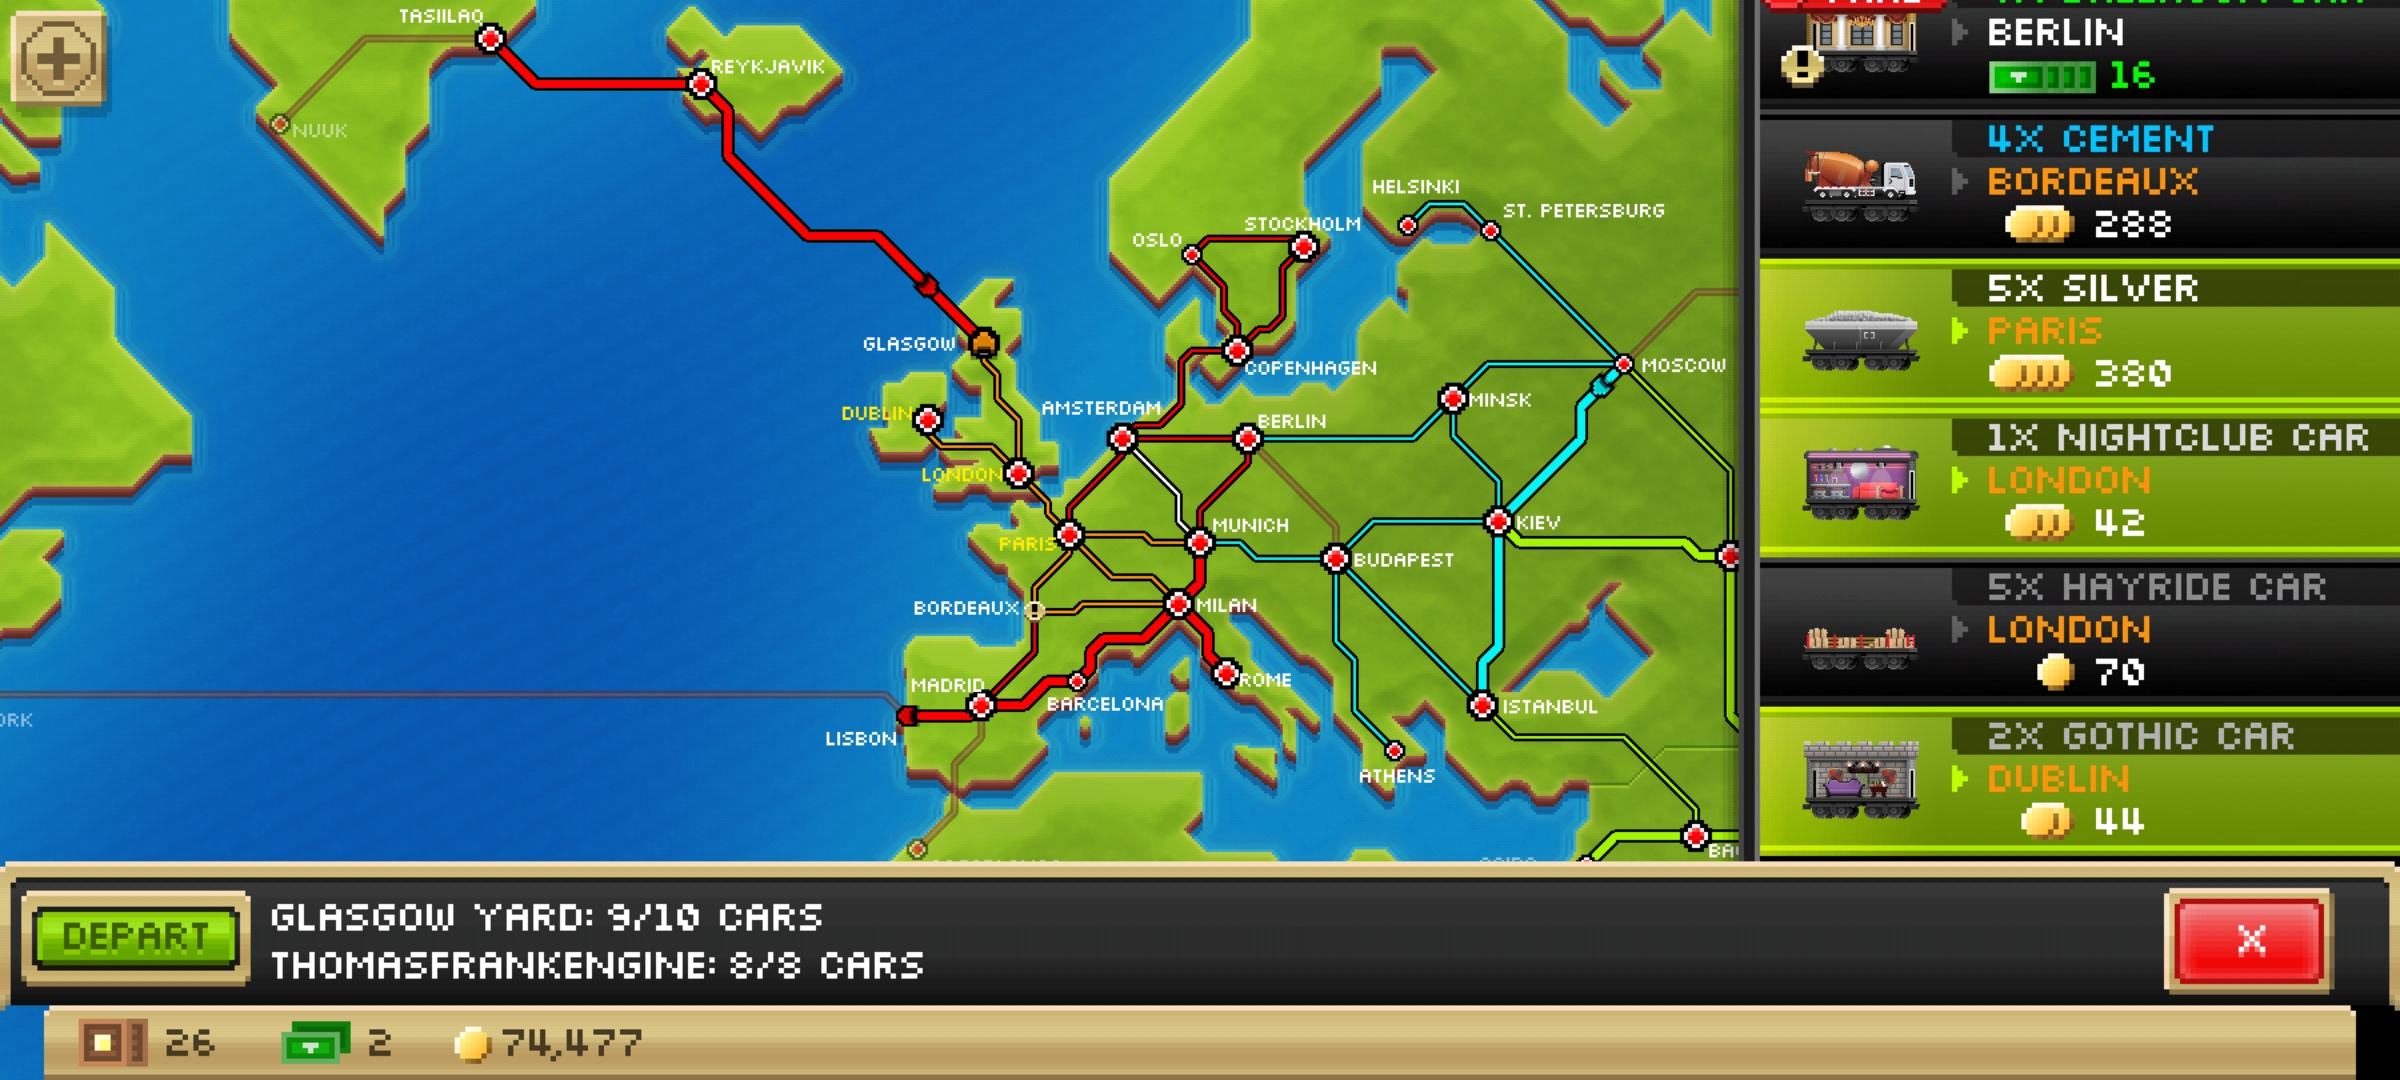 TASIILAQ
REYKJAVIK
NUUK
HELSINKI
ST. PETERSBURG
STOCKHOLM
OSLO
GLASGOW
COPENHAGEN
MOSCOW
MINSK
AMSTERDAM
DUBLIN
BERLIN
LONDON
MUNICH
KIEV
PARIS
BUDAPEST
BORDEAUX
MILAN
MADRID
ROME
BARCELONA
ISTANBUL
ORK
LISBON
ATHENS
BA
BERLIN
16
4X CEMENT
BORDEAUX
288
5X SILVER
PARIS
380
1X NIGHTCLUB CAR
LONDON
42
5X HAYRIDE CAR
LONDON
70
2X GOTHIC CAR
DUBLIN
44
DEPART
GLASGOW YARD: 9/10 CARS
THOMASFRANKENGINE: 8/8 CARS
X
26
2
74,477